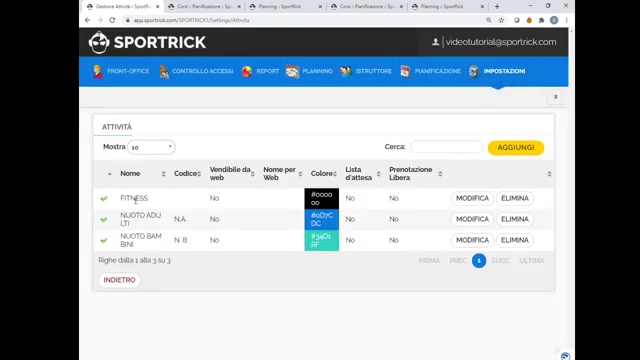 Gestione Attività : Sportrick
Corsi : Pianificazione : Sport
Planning : Sportrick
Corsi : Pianificazione : Sport
Planning : Sportrick
app.sportrick.com/SPORTRICK1/Settings/Attivita
SPORTRICK
videotutorial@sportrick.com
FRONT-OFFICE
CONTROLLO ACCESSI
REPORT
PLANNING
ISTRUTTORE
PIANIFICAZIONE
IMPOSTAZIONI
ATTIVITÀ
Mostra 10
Cerca:
AGGIUNGI
Nome Codice Vendibile da web Nome per Web Colore Lista d'attesa Prenotazione Libera
FITNESS No #000000 No No MODIFICA ELIMINA
NUOTO ADULTI N.A. No #0D7CDC No No MODIFICA ELIMINA
NUOTO BAMBINI N. B. No #34D1BF No No MODIFICA ELIMINA
Righe dalla 1 alla 3 su 3
PRIMA PREC. 1 SUCC. ULTIMA
INDIETRO